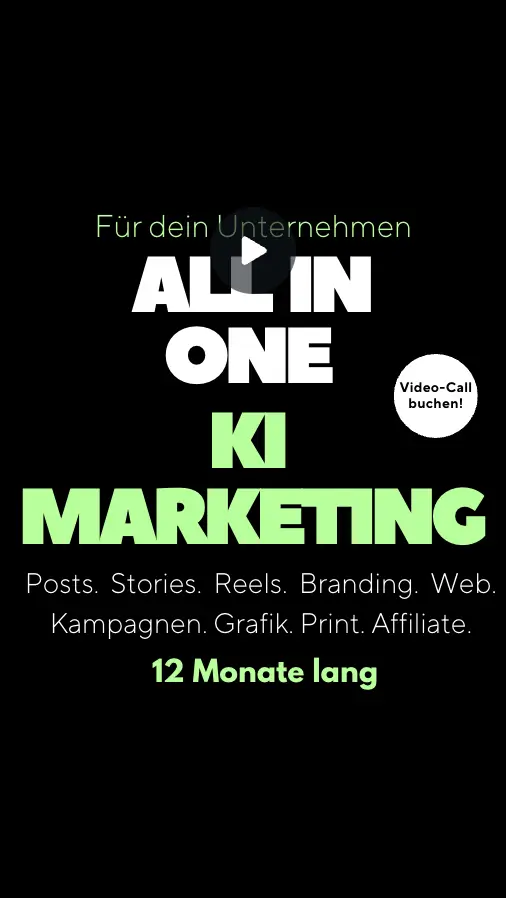 Für dein Unternehmen
ALL IN
ONE
Video-Call
buchen!
KI
MARKETING
Posts. Stories. Reels. Branding. Web.
Kampagnen. Grafik. Print. Affiliate.
12 Monate lang